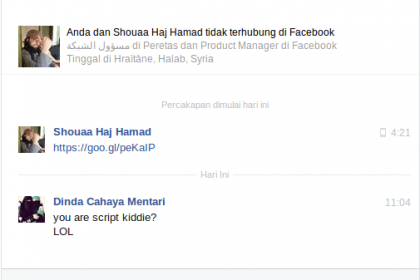 Anda dan Shouaa Haj Hamad tidak terhubung di Facebook
مسؤول الشبكة di Peretas dan Product Manager di Facebook
Tinggal di Hraîtâne, Halab, Syria
Percakapan dimulai hari ini
Shouaa Haj Hamad 4:21
https://goo.gl/peKaIP
Hari Ini
Dinda Cahaya Mentari 11:04
you are script kiddie?
LOL